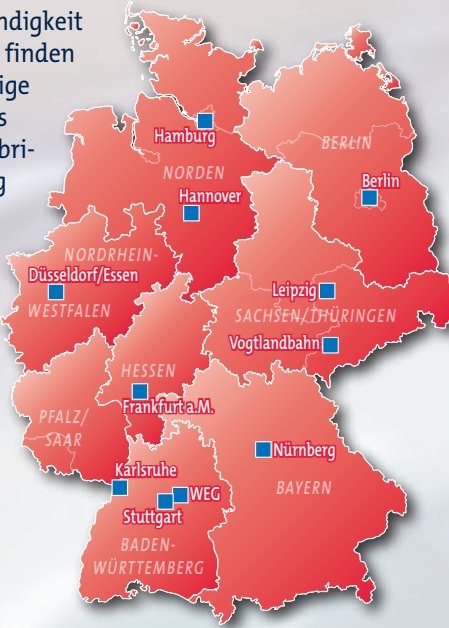 ndigkeit
finden
ige
s
bri-
g
Hamburg
NORDEN
BERLIN
Hannover
Berlin
NORDRHEIN-
Düsseldorf/Essen
WESTFALEN
Leipzig
SACHSEN/THÜRINGEN
Vogtlandbahn
HESSEN
Frankfurt a.M.
PFALZ/
SAAR
Nürnberg
BAYERN
Karlsruhe
WEG
Stuttgart
BADEN-
WÜRTTEMBERG